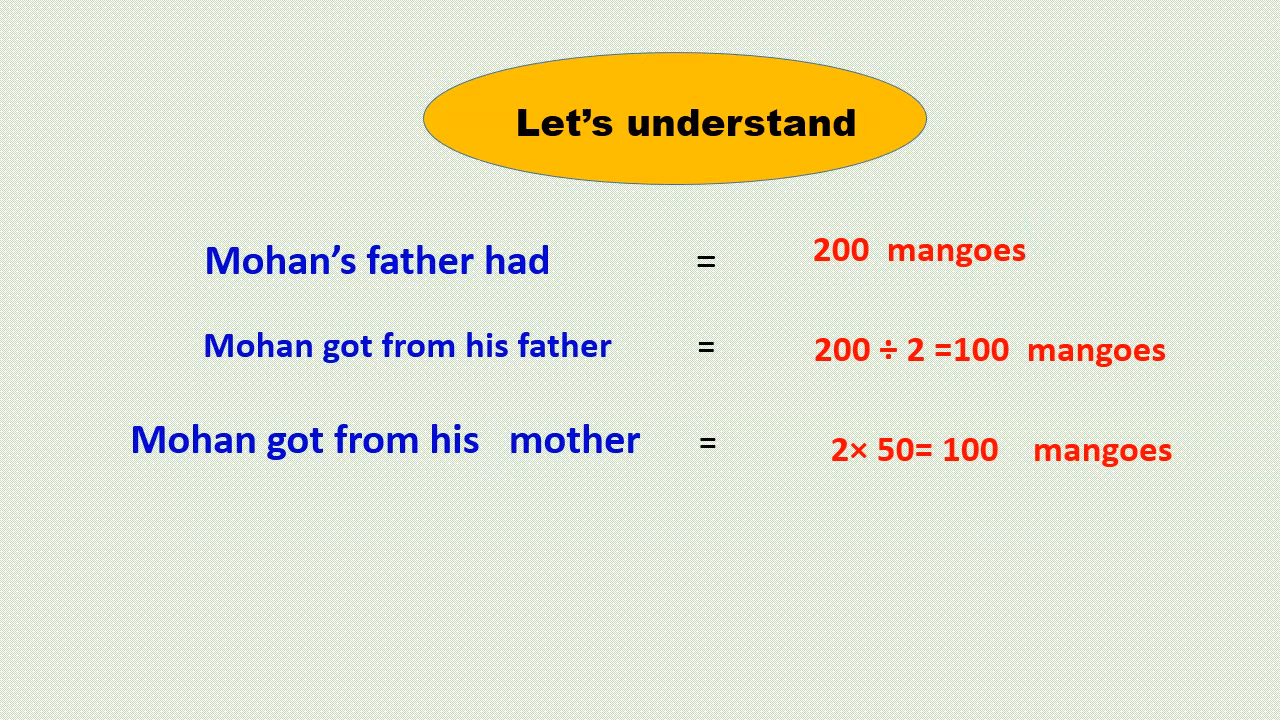 Let’s understand
Mohan’s father had = 200 mangoes
Mohan got from his father = 200 ÷ 2 =100 mangoes
Mohan got from his mother = 2× 50= 100 mangoes